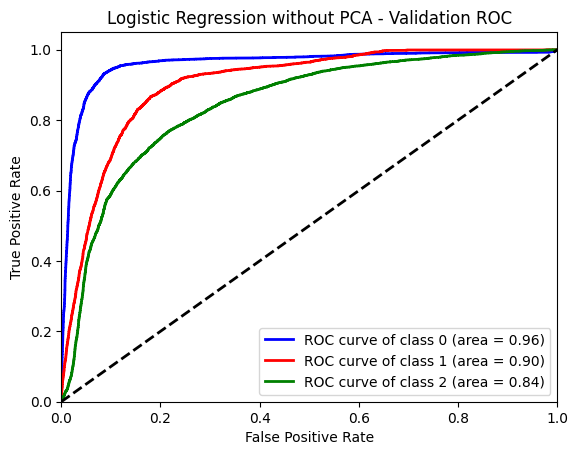 Logistic Regression without PCA - Validation ROC
True Positive Rate
1.0
0.8
0.6
0.4
0.2
0.0
ROC curve of class 0 (area = 0.96)
ROC curve of class 1 (area = 0.90)
ROC curve of class 2 (area = 0.84)
0.0 0.2 0.4 0.6 0.8 1.0
False Positive Rate